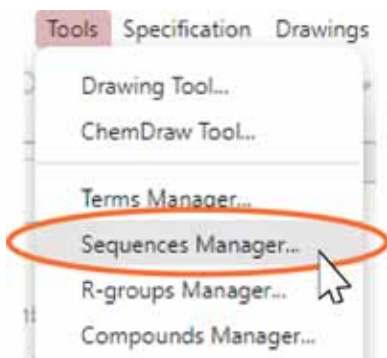 Tools Specification Drawings
Drawing Tool...
ChemDraw Tool...
Terms Manager...
Sequences Manager...
R-groups Manager...
Compounds Manager...